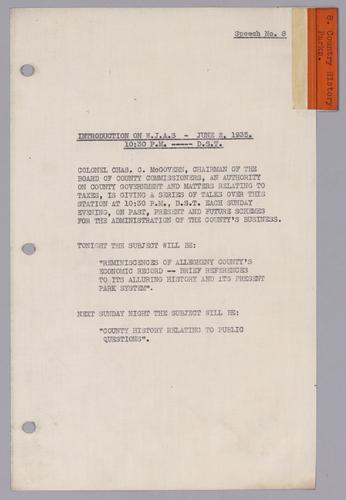 Speech No. 8
8. Country History
Parks.
INTRODUCTION ON W.J.A.S - JUNE 2, 1935.
10:30 P.M. ----- D.S.T.
COLONEL CHAS. C. McGOVERN, CHAIRMAN OF THE
BOARD OF COUNTY COMMISSIONERS, AN AUTHORITY
ON COUNTY GOVERNMENT AND MATTERS RELATING TO
TAXES, IS GIVING A SERIES OF TALKS OVER THIS
STATION AT 10:30 P.M., D.S.T. EACH SUNDAY
EVENING, ON PAST, PRESENT AND FUTURE SCHEMES
FOR THE ADMINISTRATION OF THE COUNTY'S BUSINESS.
TONIGHT THE SUBJECT WILL BE:
"REMINISCENCES OF ALLEGHENY COUNTY'S
ECONOMIC RECORD -- BRIEF REFERENCES
TO ITS ALLURING HISTORY AND ITS PRESENT
PARK SYSTEM".
NEXT SUNDAY NIGHT THE SUBJECT WILL BE:
"COUNTY HISTORY RELATING TO PUBLIC
QUESTIONS".